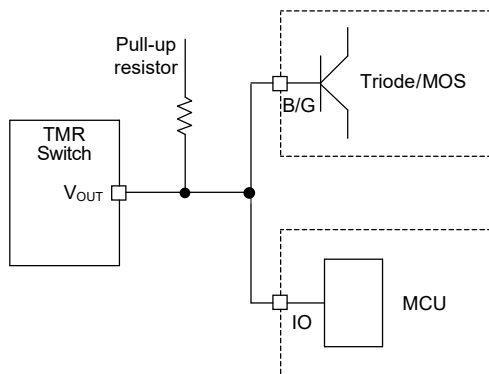 Pull-up
resistor
TMR
Switch
VOUT
B/G
Triode/MOS
IO
MCU